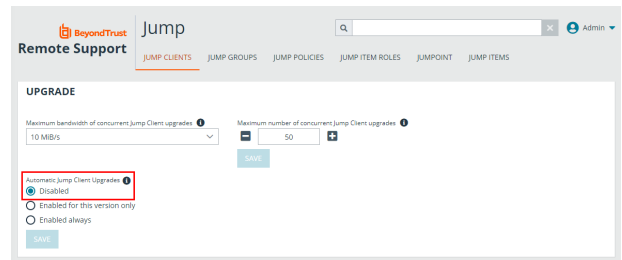 BeyondTrust
Remote Support
Jump
Admin
JUMP CLIENTS JUMP GROUPS JUMP POLICIES JUMP ITEM ROLES JUMPOINT JUMP ITEMS
UPGRADE
Maximum bandwidth of concurrent Jump Client upgrades
Maximum number of concurrent Jump Client upgrades
10 MiB/s
50
SAVE
Automatic Jump Client Upgrades
Disabled
Enabled for this version only
Enabled always
SAVE